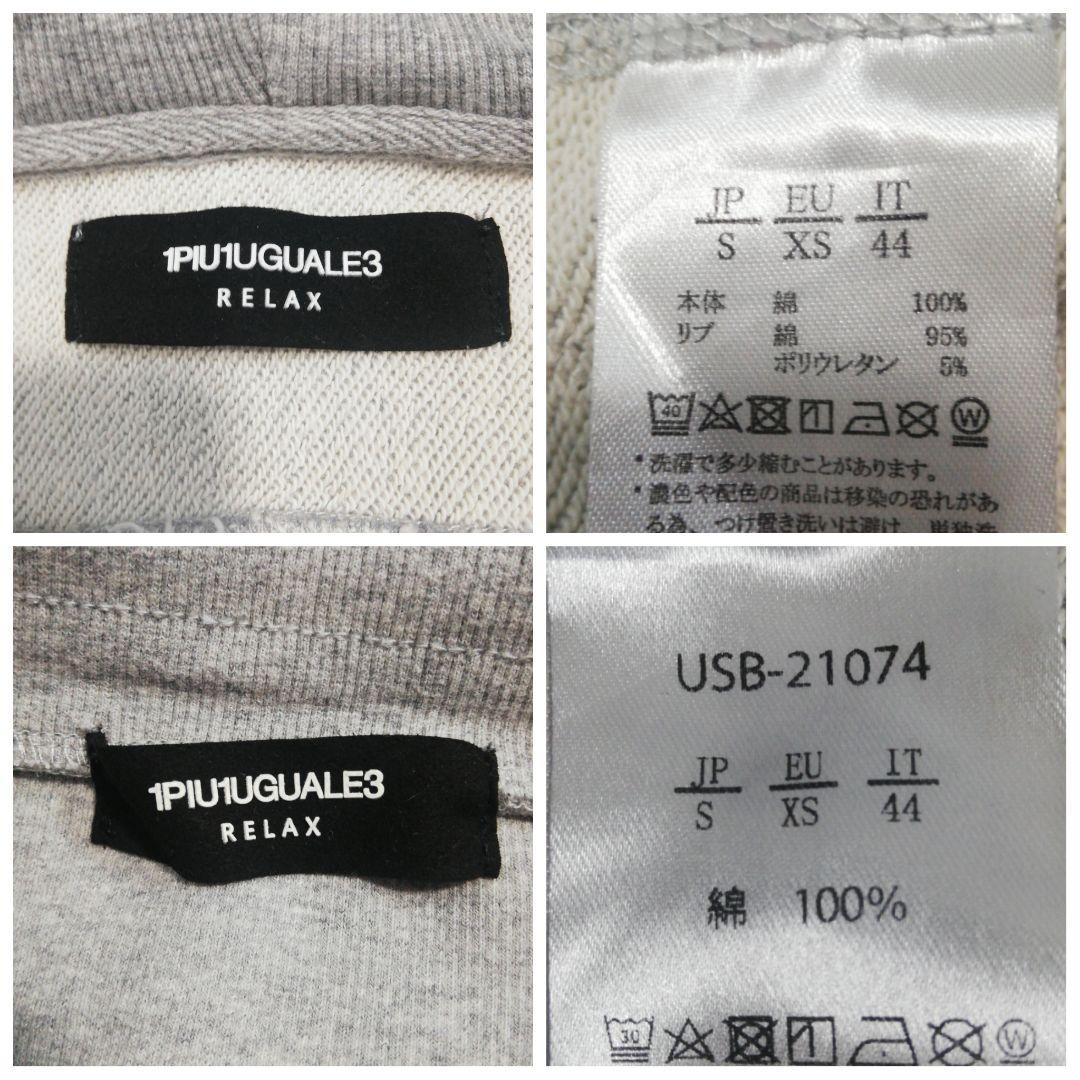 1PIU1UGUALE3
RELAX
JP EU IT
S XS 44
本体 綿 100%
リブ 綿 95%
ポリウレタン 5%
40 W
*洗濯で多少縮むことがあります。
*濃色や配色の商品は移染の恐れがあ
る為、つけ置き洗いは避け、単独洗
1PIU1UGUALE3
RELAX
USB-21074
JP EU IT
S XS 44
綿 100%
30 W